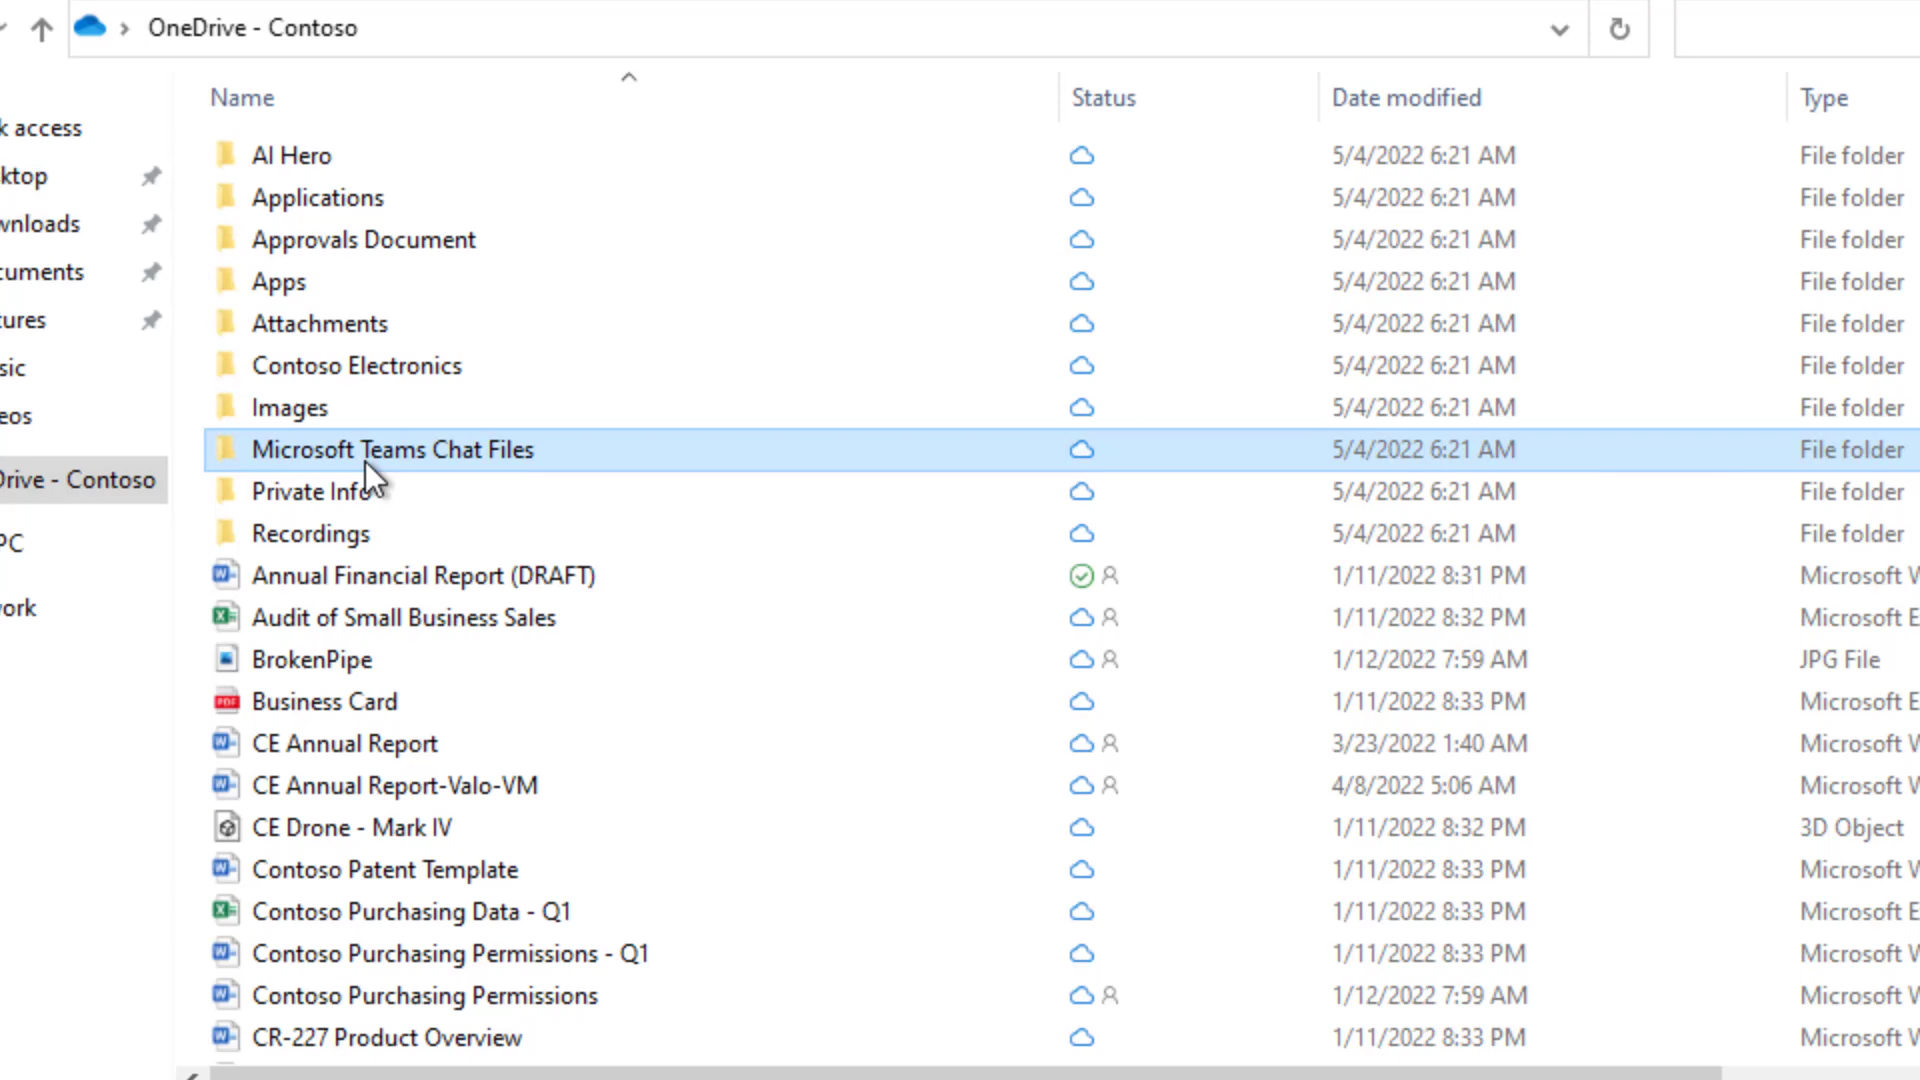 OneDrive - Contoso
Name Status Date modified Type
k access
ktop
wnloads
cuments
tures
sic
eos
Drive - Contoso
PC
work
AI Hero 5/4/2022 6:21 AM File folder
Applications 5/4/2022 6:21 AM File folder
Approvals Document 5/4/2022 6:21 AM File folder
Apps 5/4/2022 6:21 AM File folder
Attachments 5/4/2022 6:21 AM File folder
Contoso Electronics 5/4/2022 6:21 AM File folder
Images 5/4/2022 6:21 AM File folder
Microsoft Teams Chat Files 5/4/2022 6:21 AM File folder
Private Info 5/4/2022 6:21 AM File folder
Recordings 5/4/2022 6:21 AM File folder
Annual Financial Report (DRAFT) 1/11/2022 8:31 PM Microsoft W
Audit of Small Business Sales 1/11/2022 8:32 PM Microsoft E
BrokenPipe 1/12/2022 7:59 AM JPG File
Business Card 1/11/2022 8:33 PM Microsoft E
CE Annual Report 3/23/2022 1:40 AM Microsoft W
CE Annual Report-Valo-VM 4/8/2022 5:06 AM Microsoft W
CE Drone - Mark IV 1/11/2022 8:32 PM 3D Object
Contoso Patent Template 1/11/2022 8:33 PM Microsoft W
Contoso Purchasing Data - Q1 1/11/2022 8:33 PM Microsoft E
Contoso Purchasing Permissions - Q1 1/11/2022 8:33 PM Microsoft W
Contoso Purchasing Permissions 1/12/2022 7:59 AM Microsoft W
CR-227 Product Overview 1/11/2022 8:33 PM Microsoft W